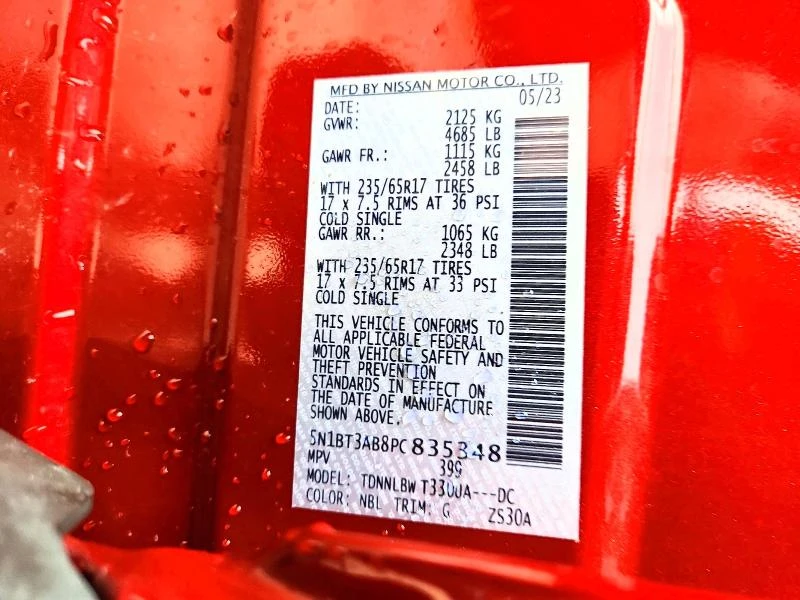 MFD BY NISSAN MOTOR CO., LTD.
DATE: 05/23
GVWR: 2125 KG
4685 LB
GAWR FR.: 1115 KG
2458 LB
WITH 235/65R17 TIRES
17 x 7.5 RIMS AT 36 PSI
COLD SINGLE
GAWR RR.: 1065 KG
2348 LB
WITH 235/65R17 TIRES
17 x 7.5 RIMS AT 33 PSI
COLD SINGLE
THIS VEHICLE CONFORMS TO
ALL APPLICABLE FEDERAL
MOTOR VEHICLE SAFETY AND
THEFT PREVENTION
STANDARDS IN EFFECT ON
THE DATE OF MANUFACTURE
SHOWN ABOVE.
5N1BT3AB8PC835348
MPV 399
MODEL: TDNNLBW T33UUA---DC
COLOR: NBL TRIM: G ZS30A